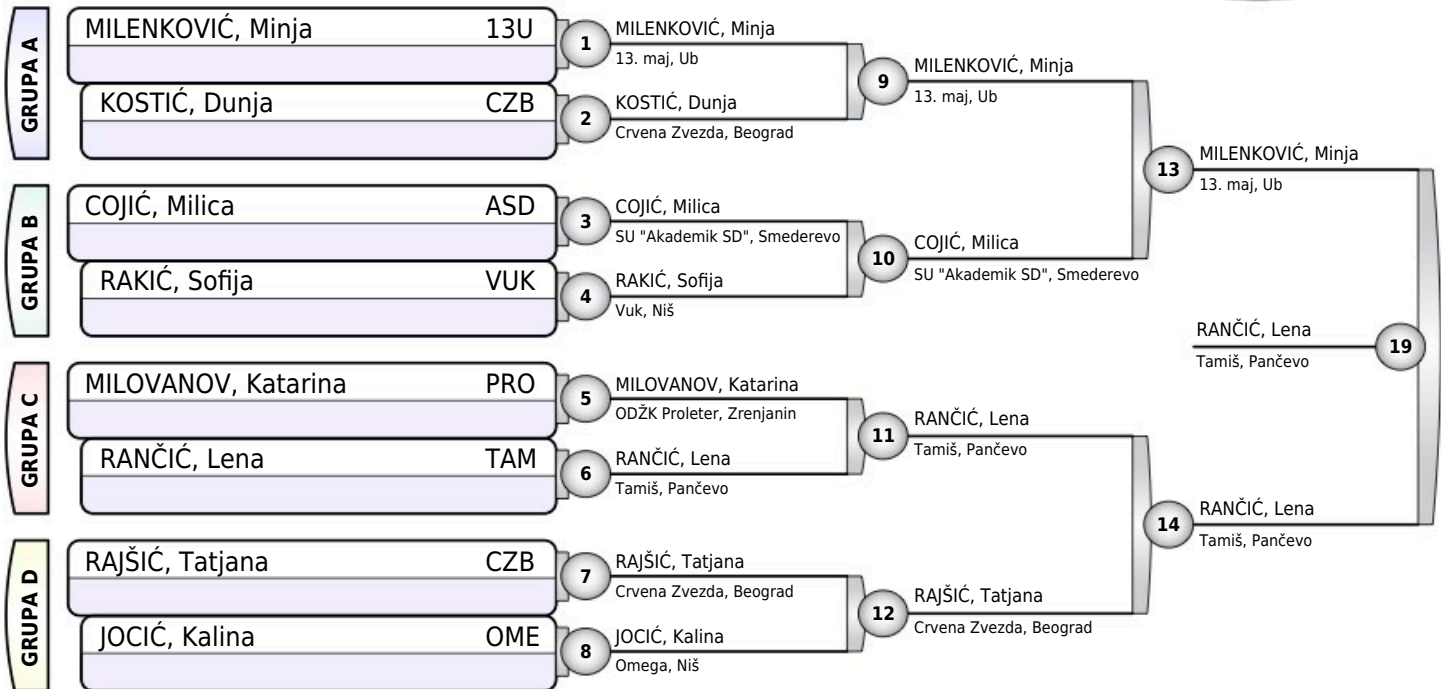 GRUPA A
MILENKOVIĆ, Minja 13U
KOSTIĆ, Dunja CZB
GRUPA B
COJIĆ, Milica ASD
RAKIĆ, Sofija VUK
GRUPA C
MILOVANOV, Katarina PRO
RANČIĆ, Lena TAM
GRUPA D
RAJŠIĆ, Tatjana CZB
JOCIĆ, Kalina OME
1
MILENKOVIĆ, Minja
13. maj, Ub
2
KOSTIĆ, Dunja
Crvena Zvezda, Beograd
3
COJIĆ, Milica
SU "Akademik SD", Smederevo
4
RAKIĆ, Sofija
Vuk, Niš
5
MILOVANOV, Katarina
ODŽK Proleter, Zrenjanin
6
RANČIĆ, Lena
Tamiš, Pančevo
7
RAJŠIĆ, Tatjana
Crvena Zvezda, Beograd
8
JOCIĆ, Kalina
Omega, Niš
9
MILENKOVIĆ, Minja
13. maj, Ub
10
COJIĆ, Milica
SU "Akademik SD", Smederevo
11
RANČIĆ, Lena
Tamiš, Pančevo
12
RAJŠIĆ, Tatjana
Crvena Zvezda, Beograd
13
MILENKOVIĆ, Minja
13. maj, Ub
14
RANČIĆ, Lena
Tamiš, Pančevo
RANČIĆ, Lena
Tamiš, Pančevo
19